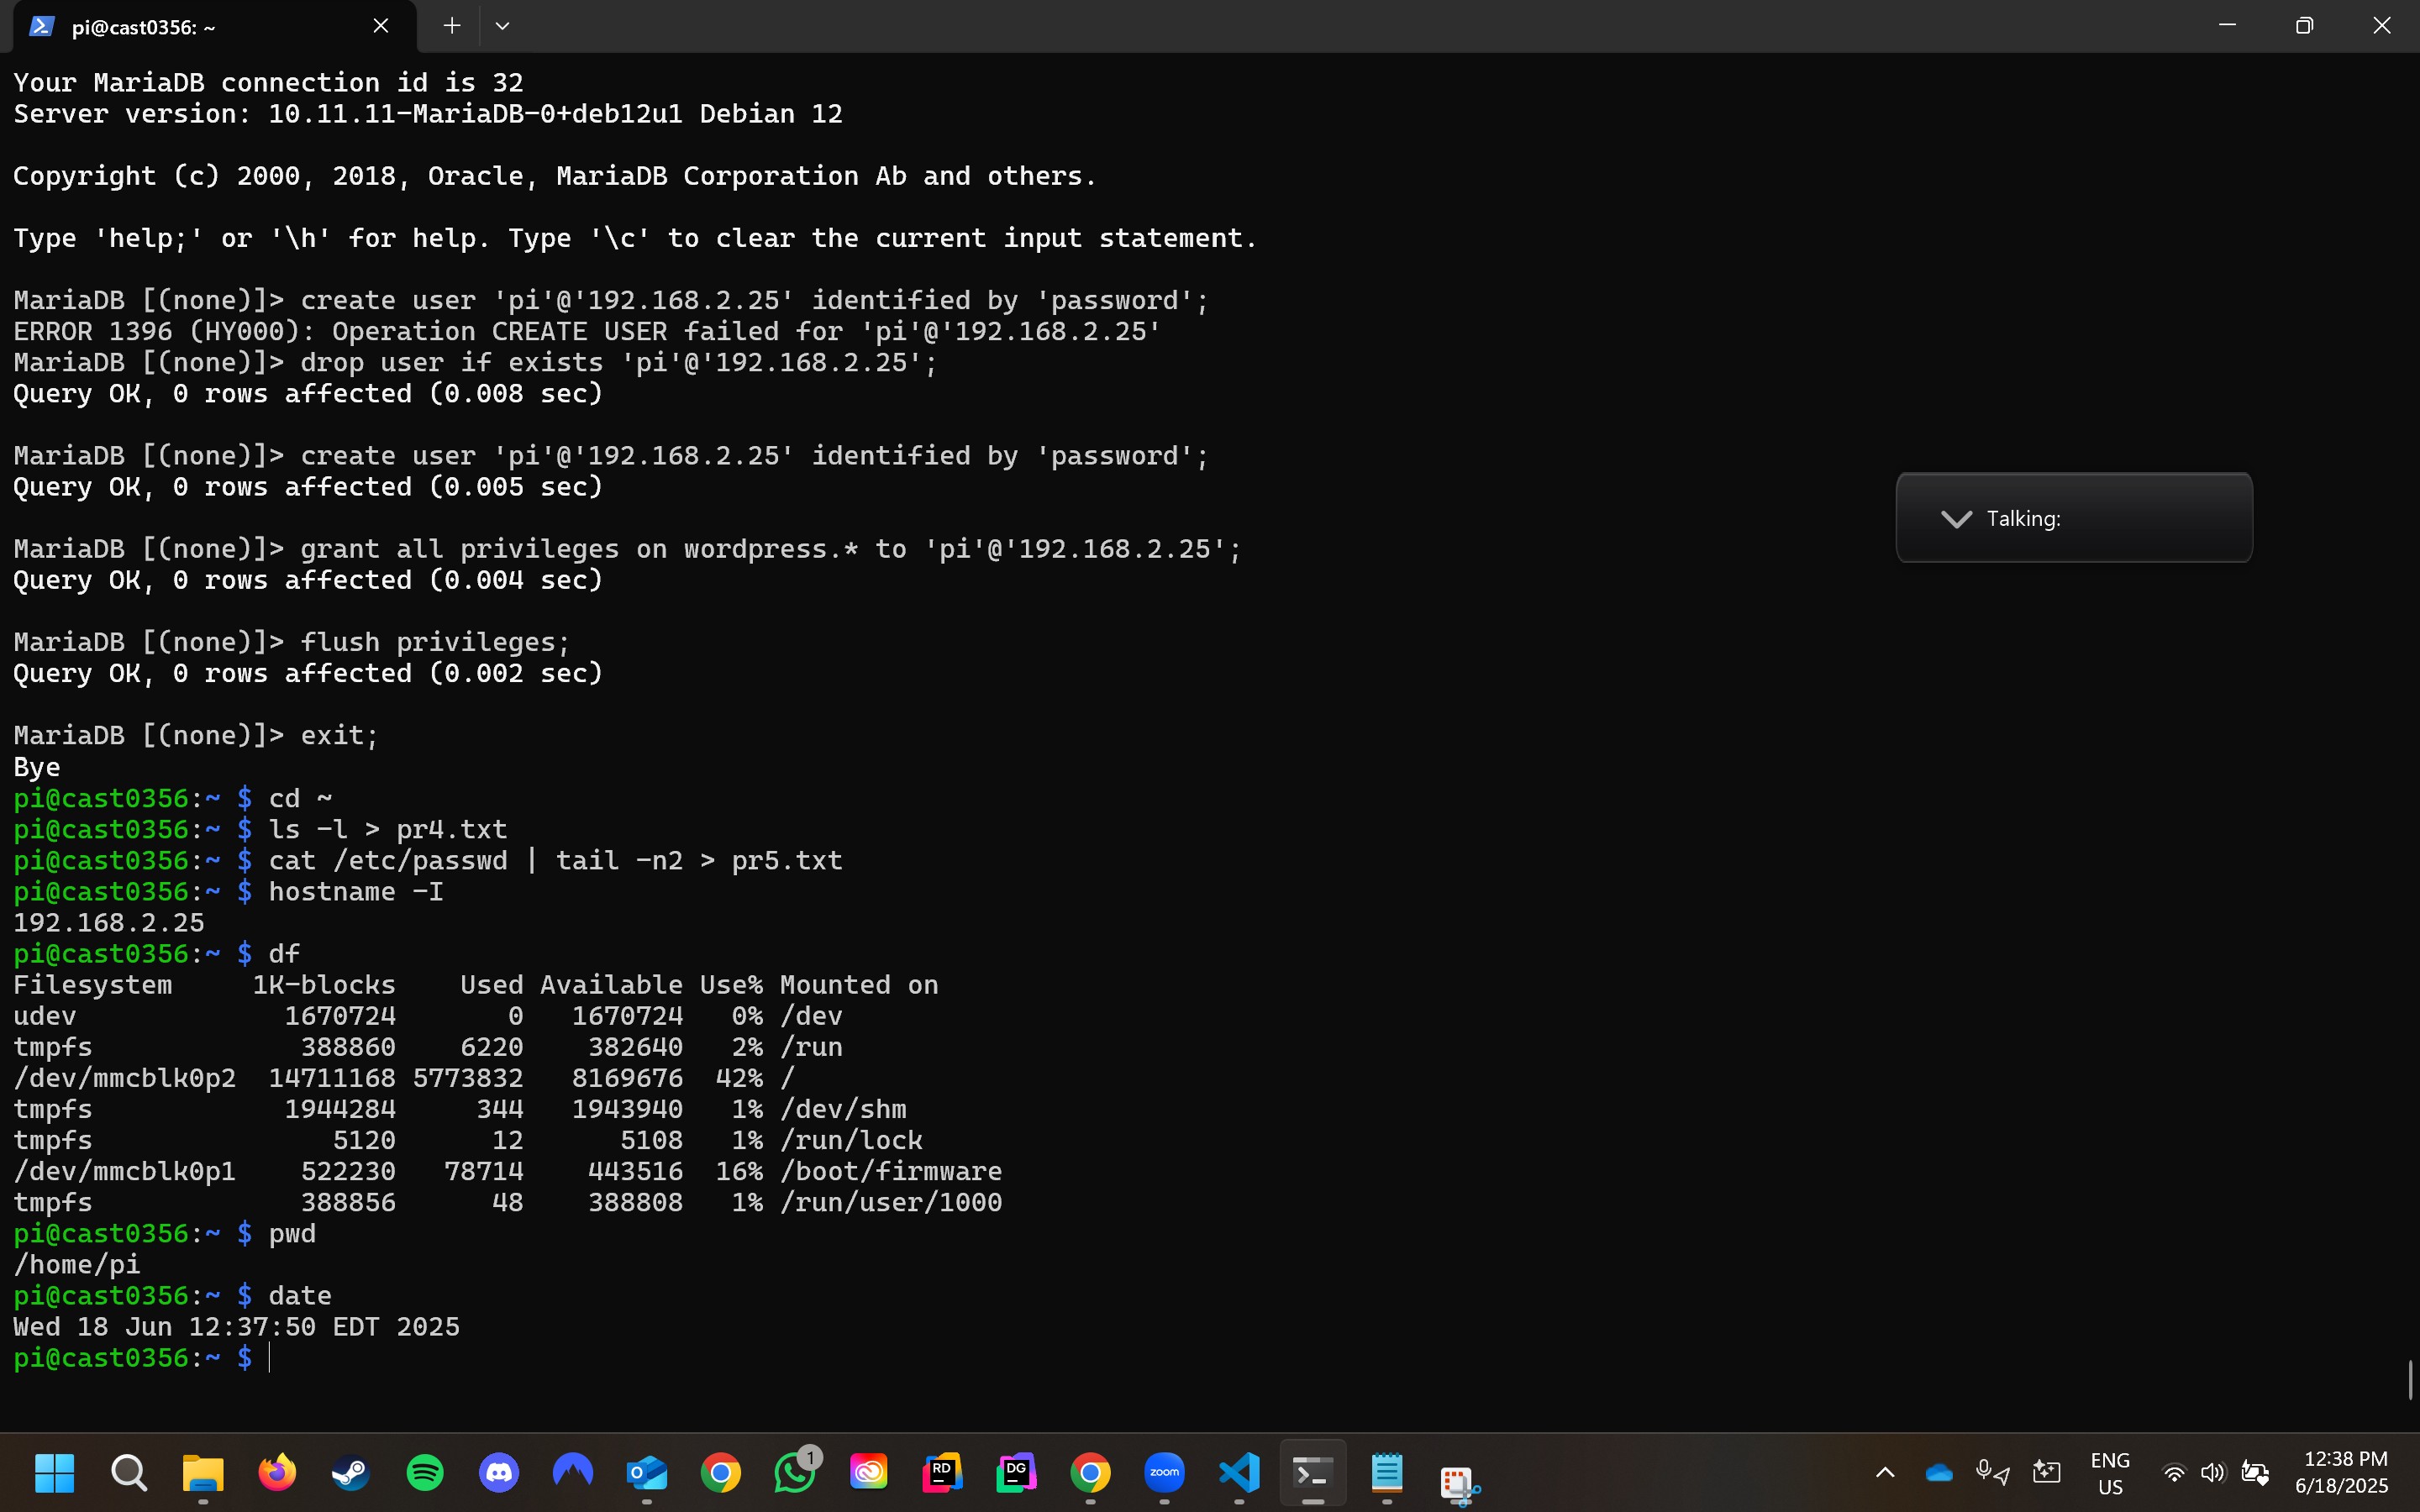 pi@cast0356: ~
Your MariaDB connection id is 32
Server version: 10.11.11-MariaDB-0+deb12u1 Debian 12
Copyright (c) 2000, 2018, Oracle, MariaDB Corporation Ab and others.
Type 'help;' or '\h' for help. Type '\c' to clear the current input statement.
MariaDB [(none)]> create user 'pi'@'192.168.2.25' identified by 'password';
ERROR 1396 (HY000): Operation CREATE USER failed for 'pi'@'192.168.2.25'
MariaDB [(none)]> drop user if exists 'pi'@'192.168.2.25';
Query OK, 0 rows affected (0.008 sec)
MariaDB [(none)]> create user 'pi'@'192.168.2.25' identified by 'password';
Query OK, 0 rows affected (0.005 sec)
Talking:
MariaDB [(none)]> grant all privileges on wordpress.* to 'pi'@'192.168.2.25';
Query OK, 0 rows affected (0.004 sec)
MariaDB [(none)]> flush privileges;
Query OK, 0 rows affected (0.002 sec)
MariaDB [(none)]> exit;
Bye
pi@cast0356:~ $ cd ~
pi@cast0356:~ $ ls -l > pr4.txt
pi@cast0356:~ $ cat /etc/passwd | tail -n2 > pr5.txt
pi@cast0356:~ $ hostname -I
192.168.2.25
pi@cast0356:~ $ df
Filesystem     1K-blocks    Used Available Use% Mounted on
udev             1670724       0   1670724   0% /dev
tmpfs             388860    6220    382640   2% /run
/dev/mmcblk0p2  14711168 5773832   8169676  42% /
tmpfs            1944284     344   1943940   1% /dev/shm
tmpfs               5120      12      5108   1% /run/lock
/dev/mmcblk0p1    522230   78714    443516  16% /boot/firmware
tmpfs             388856      48    388808   1% /run/user/1000
pi@cast0356:~ $ pwd
/home/pi
pi@cast0356:~ $ date
Wed 18 Jun 12:37:50 EDT 2025
pi@cast0356:~ $
1
RD
DG
zoom
ENG
US
12:38 PM
6/18/2025